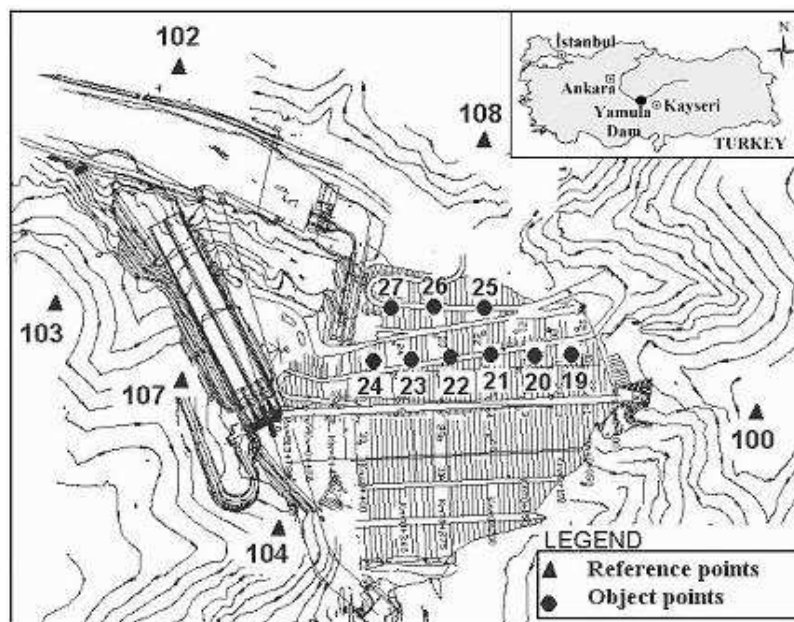 102
108
N
İstanbul
Ankara
Kayseri
Yamula
Dam
TURKEY
103
27 26 25
24 23 22 21 20 19
107
100
104
LEGEND
Reference points
Object points